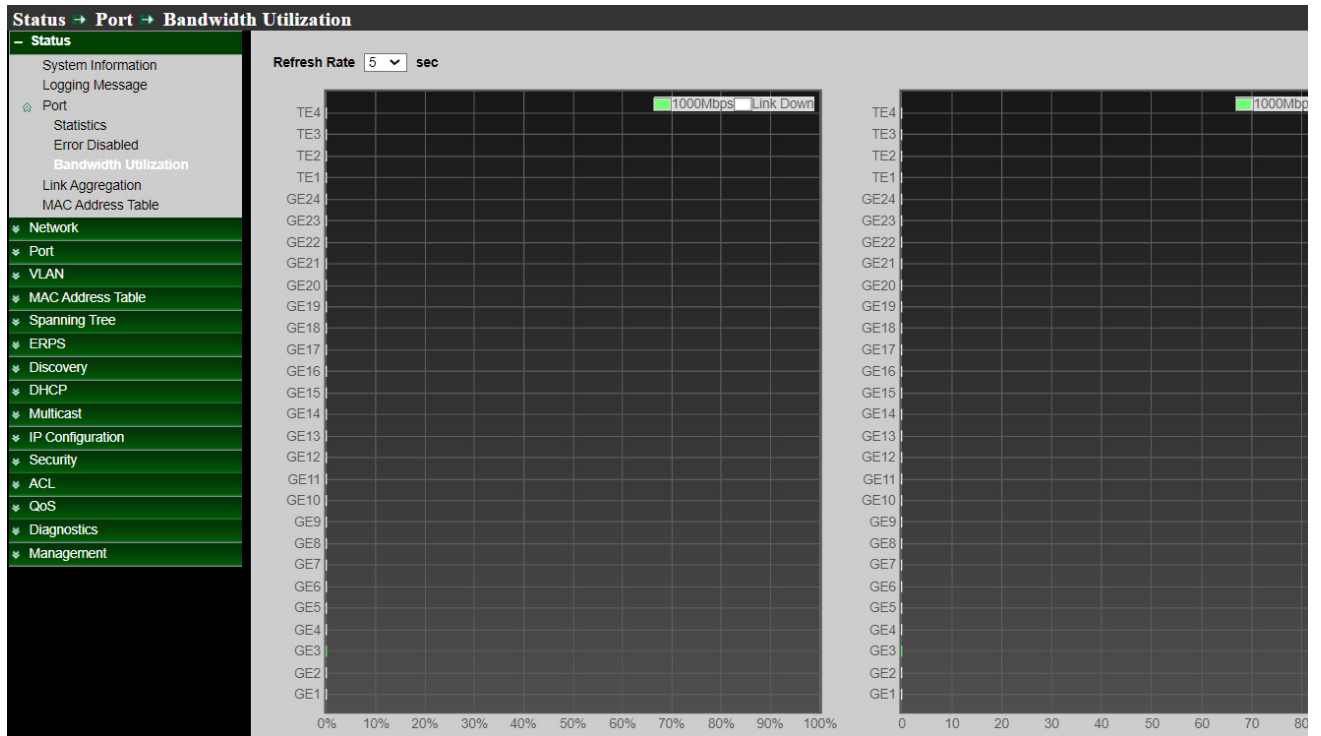 Status → Port → Bandwidth Utilization
Status
System Information
Logging Message
Port
Statistics
Error Disabled
Bandwidth Utilization
Link Aggregation
MAC Address Table
Network
Port
VLAN
MAC Address Table
Spanning Tree
ERPS
Discovery
DHCP
Multicast
IP Configuration
Security
ACL
QoS
Diagnostics
Management
Refresh Rate 5 sec
1000Mbps Link Down
TE4
TE3
TE2
TE1
GE24
GE23
GE22
GE21
GE20
GE19
GE18
GE17
GE16
GE15
GE14
GE13
GE12
GE11
GE10
GE9
GE8
GE7
GE6
GE5
GE4
GE3
GE2
GE1
0% 10% 20% 30% 40% 50% 60% 70% 80% 90% 100%
1000Mbp
TE4
TE3
TE2
TE1
GE24
GE23
GE22
GE21
GE20
GE19
GE18
GE17
GE16
GE15
GE14
GE13
GE12
GE11
GE10
GE9
GE8
GE7
GE6
GE5
GE4
GE3
GE2
GE1
0 10 20 30 40 50 60 70 80